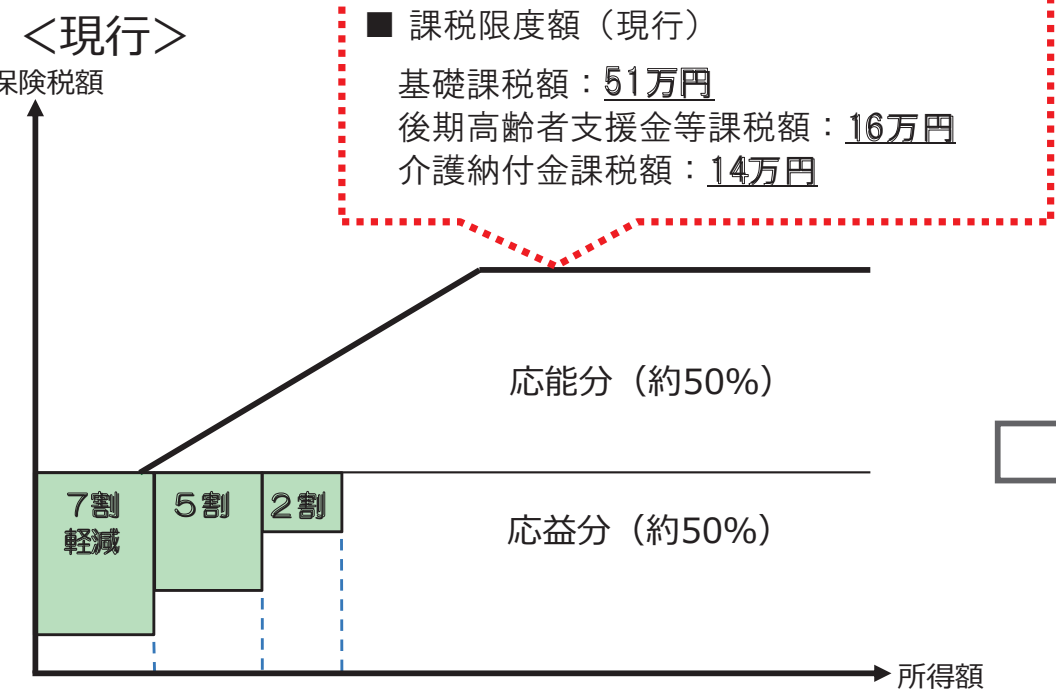 ＜現行＞
保険税額
■ 課税限度額（現行）
基礎課税額：51万円
後期高齢者支援金等課税額：16万円
介護納付金課税額：14万円
応能分（約50%）
7割
軽減
５割
２割
応益分（約50%）
所得額